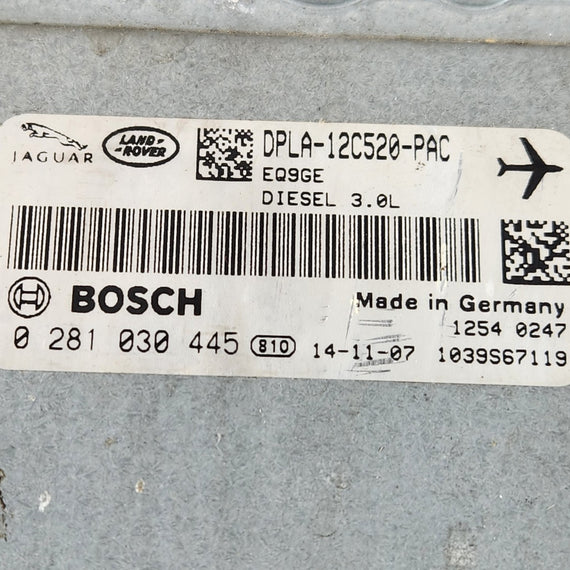 JAGUAR
LAND-
-ROVER
DPLA-12C520-PAC
EQ9GE
DIESEL 3.0L
BOSCH
Made in Germany
1254 0247
0 281 030 445 810 14-11-07 1039S67119